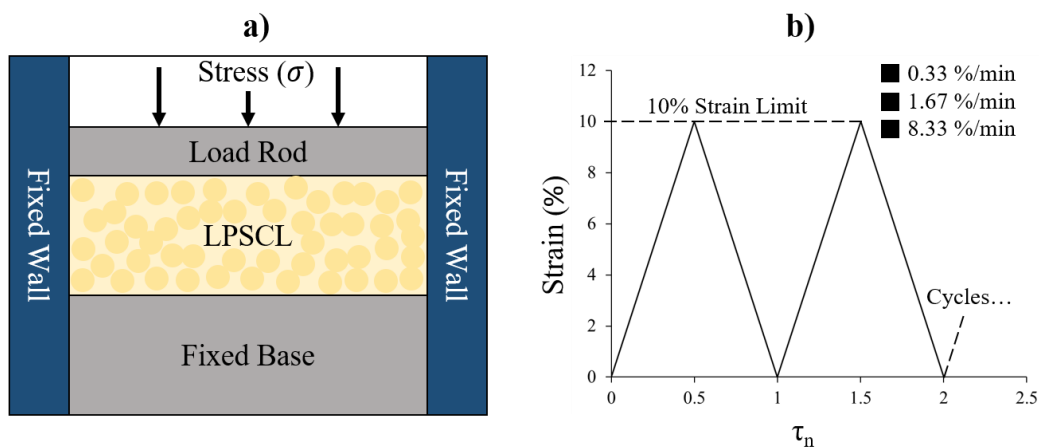 a)
Stress (σ)
Load Rod
LPSCL
Fixed Base
Fixed Wall
Fixed Wall
b)
0.33 %/min
1.67 %/min
8.33 %/min
10% Strain Limit
Cycles…
Strain (%)
12
10
8
6
4
2
0
0
0.5
1
1.5
2
2.5
τn